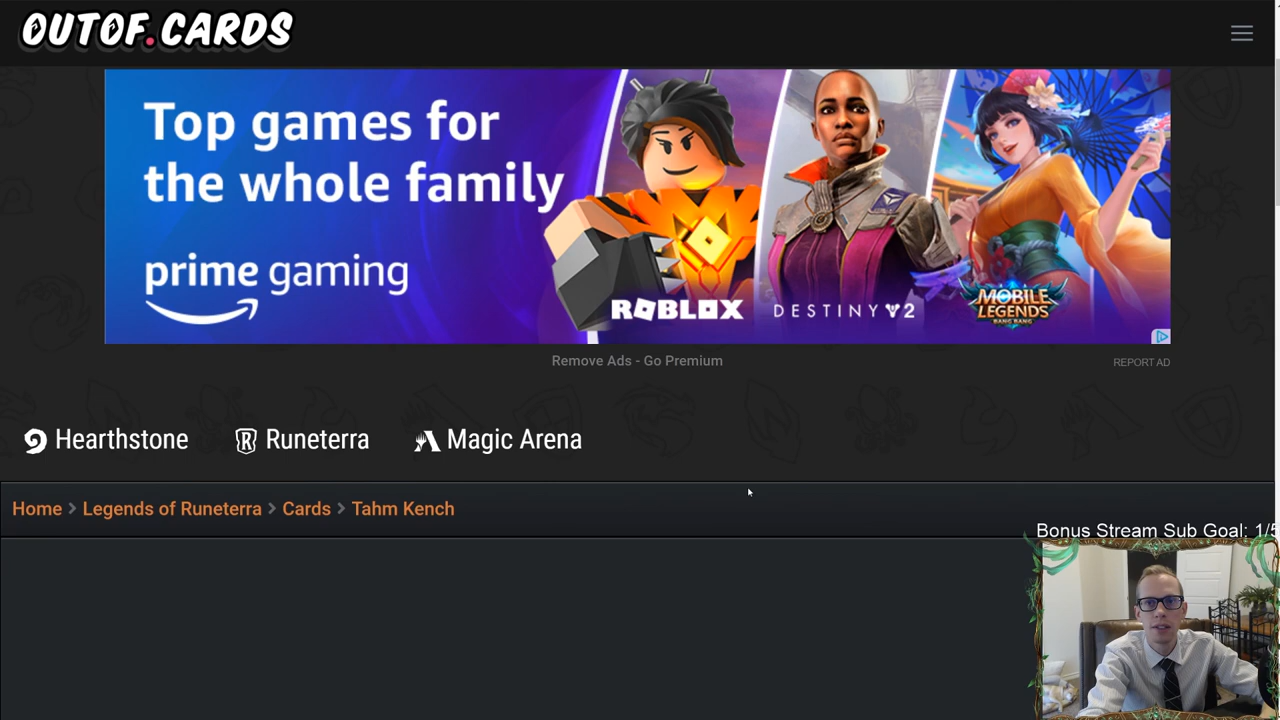 OUTOF.CARDS
Top games for
the whole family
prime gaming
ROBLOX
DESTINY 2
MOBILE
LEGENDS
BANG BANG
Remove Ads - Go Premium
REPORT AD
Hearthstone
Runeterra
Magic Arena
Home > Legends of Runeterra > Cards > Tahm Kench
Bonus Stream Sub Goal: 1/5